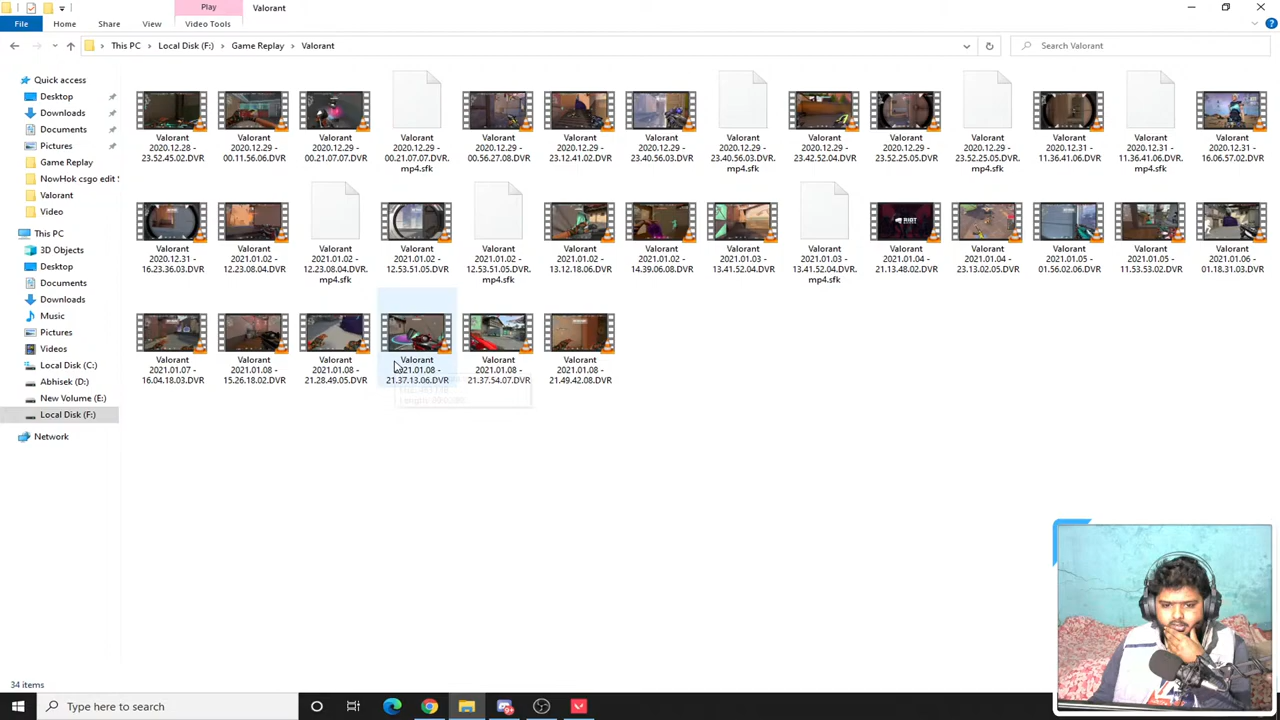 Play
Valorant
File
Home
Share
View
Video Tools
This PC
Local Disk (F:)
Game Replay
Valorant
Search Valorant
Quick access
Desktop
Downloads
Documents
Pictures
Game Replay
NowHok csgo edit S
Valorant
Video
This PC
3D Objects
Desktop
Documents
Downloads
Music
Pictures
Videos
Local Disk (C:)
Abhisek (D:)
New Volume (E:)
Local Disk (F:)
Network
Valorant
2020.12.28 -
23.52.45.02.DVR
Valorant
2020.12.29 -
00.11.56.06.DVR
Valorant
2020.12.29 -
00.21.07.07.DVR
Valorant
2020.12.29 -
00.21.07.07.DVR.
mp4.sfk
Valorant
2020.12.29 -
00.56.27.08.DVR
Valorant
2020.12.29 -
23.12.41.02.DVR
Valorant
2020.12.29 -
23.40.56.03.DVR
Valorant
2020.12.29 -
23.40.56.03.DVR.
mp4.sfk
Valorant
2020.12.29 -
23.42.52.04.DVR
Valorant
2020.12.29 -
23.52.25.05.DVR
Valorant
2020.12.29 -
23.52.25.05.DVR.
mp4.sfk
Valorant
2020.12.31 -
11.36.41.06.DVR
Valorant
2020.12.31 -
11.36.41.06.DVR.
mp4.sfk
Valorant
2020.12.31 -
16.06.57.02.DVR
Valorant
2020.12.31 -
16.23.36.03.DVR
Valorant
2021.01.02 -
12.23.08.04.DVR
Valorant
2021.01.02 -
12.23.08.04.DVR.
mp4.sfk
Valorant
2021.01.02 -
12.53.51.05.DVR
Valorant
2021.01.02 -
12.53.51.05.DVR.
mp4.sfk
Valorant
2021.01.02 -
13.12.18.06.DVR
Valorant
2021.01.02 -
14.39.06.08.DVR
Valorant
2021.01.03 -
13.41.52.04.DVR
Valorant
2021.01.03 -
13.41.52.04.DVR.
mp4.sfk
RIOT
Valorant
2021.01.04 -
21.13.48.02.DVR
Valorant
2021.01.04 -
23.13.02.05.DVR
Valorant
2021.01.05 -
01.56.02.06.DVR
Valorant
2021.01.05 -
11.53.53.02.DVR
Valorant
2021.01.06 -
01.18.31.03.DVR
Valorant
2021.01.07 -
16.04.18.03.DVR
Valorant
2021.01.08 -
15.26.18.02.DVR
Valorant
2021.01.08 -
21.28.49.05.DVR
Valorant
2021.01.08 -
21.37.13.06.DVR
Valorant
2021.01.08 -
21.37.54.07.DVR
Valorant
2021.01.08 -
21.49.42.08.DVR
34 items
Type here to search